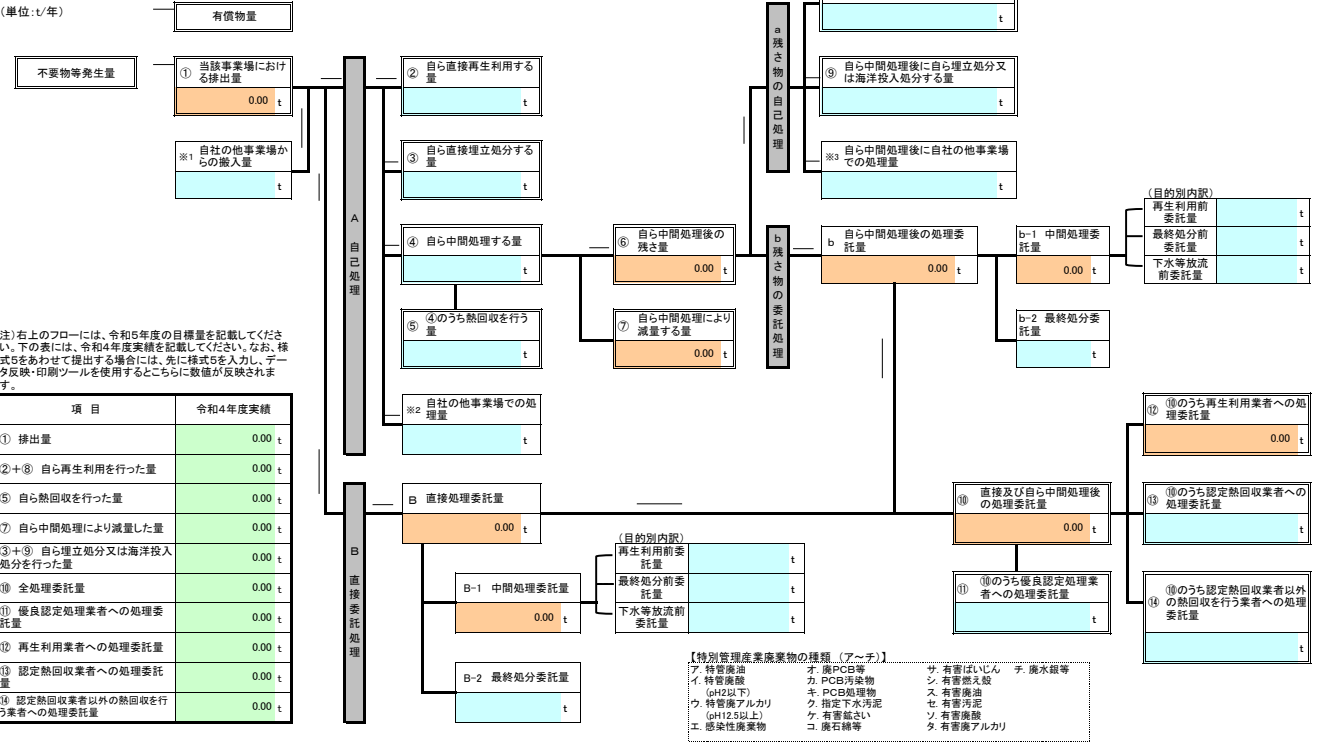 (単位:t/年)
有償物量
不要物等発生量
① 当該事業場におけ
る排出量
0.00 t
※1 自社の他事業場か
らの搬入量
t
A 自己処理
② 自ら直接再生利用する
量
t
③ 自ら直接埋立処分する
量
t
④ 自ら中間処理する量
t
⑤ ④のうち熱回収を行う
量
t
※2 自社の他事業場での処
理量
t
⑥ 自ら中間処理後の
残さ量
0.00 t
⑦ 自ら中間処理により
減量する量
0.00 t
a 残さ物の自己処理
t
⑨ 自ら中間処理後に自ら埋立処分又
は海洋投入処分する量
t
※3 自ら中間処理後に自社の他事業場
での処理量
t
b 残さ物の委託処理
b 自ら中間処理後の処理委
託量
0.00 t
b-1 中間処理委
託量
0.00 t
(目的別内訳)
再生利用前
委託量
t
最終処分前
委託量
t
下水等放流
前委託量
t
b-2 最終処分委
託量
t
注)右上のフローには、令和5年度の目標量を記載してくださ
い。下の表には、令和4年度実績を記載してください。なお、様
式5をあわせて提出する場合には、先に様式5を入力し、デー
タ反映・印刷ツールを使用するとこちらに数値が反映されま
す。
項 目 令和4年度実績
① 排出量 0.00 t
②+⑧ 自ら再生利用を行った量 0.00 t
⑤ 自ら熱回収を行った量 0.00 t
⑦ 自ら中間処理により減量した量 0.00 t
③+⑨ 自ら埋立処分又は海洋投入
処分を行った量 0.00 t
⑩ 全処理委託量 0.00 t
⑪ 優良認定処理業者への処理委
託量 0.00 t
⑫ 再生利用業者への処理委託量 0.00 t
⑬ 認定熱回収業者への処理委託
量 0.00 t
⑭ 認定熱回収業者以外の熱回収を行
う業者への処理委託量 0.00 t
B 直接委託処理
B 直接処理委託量
0.00 t
B-1 中間処理委託量
0.00 t
(目的別内訳)
再生利用前委
託量
t
最終処分前委
託量
t
下水等放流前
委託量
t
B-2 最終処分委託量
t
⑩ 直接及び自ら中間処理後
の処理委託量
0.00 t
⑪ ⑩のうち優良認定処理業
者への処理委託量
t
⑫ ⑩のうち再生利用業者への処
理委託量
0.00 t
⑬ ⑩のうち認定熱回収業者への
処理委託量
t
⑭ ⑩のうち認定熱回収業者以外
の熱回収を行う業者への処理
委託量
t
【特別管理産業廃棄物の種類 (ア~チ)】
ア. 特管廃油 オ. 廃PCB等 サ. 有害ばいじん チ. 廃水銀等
イ. 特管廃酸 カ. PCB汚染物 シ. 有害燃え殻
(pH2以下) キ. PCB処理物 ス. 有害廃油
ウ. 特管廃アルカリ ク. 指定下水汚泥 セ. 有害汚泥
(pH12.5以上) ケ. 有害鉱さい ソ. 有害廃酸
エ. 感染性廃棄物 コ. 廃石綿等 タ. 有害廃アルカリ